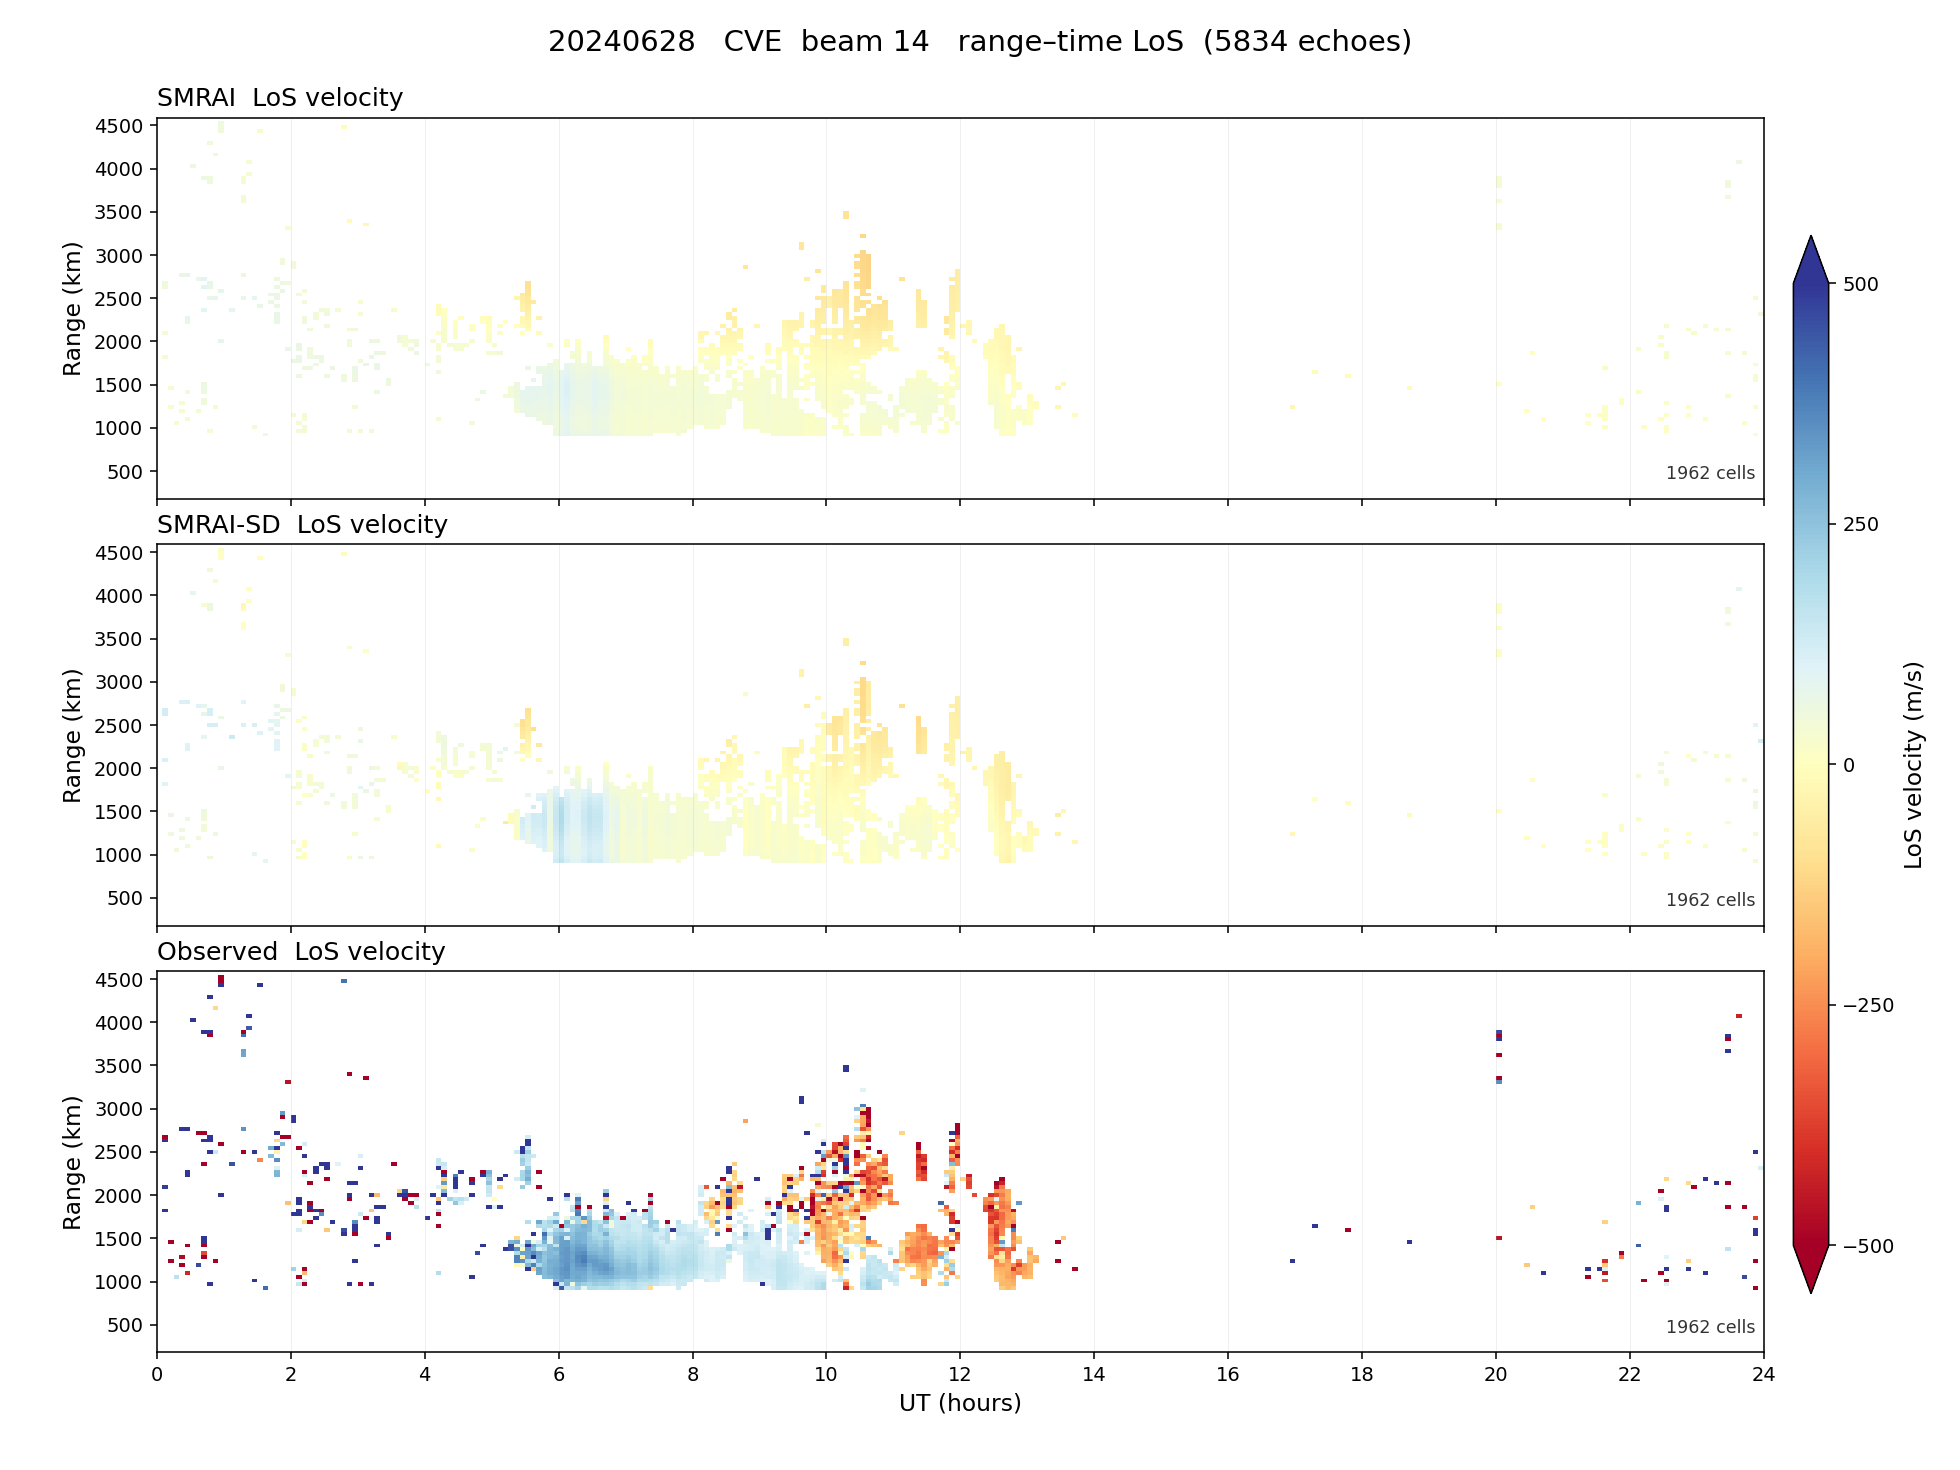 20240628   CVE  beam 14   range–time LoS  (5834 echoes)
SMRAI  LoS velocity
4500
4000
3500
3000
2500
2000
1500
1000
500
Range (km)
1962 cells
SMRAI-SD  LoS velocity
4500
4000
3500
3000
2500
2000
1500
1000
500
Range (km)
1962 cells
Observed  LoS velocity
4500
4000
3500
3000
2500
2000
1500
1000
500
Range (km)
1962 cells
0 2 4 6 8 10 12 14 16 18 20 22 24
UT (hours)
500
250
0
−250
−500
LoS velocity (m/s)